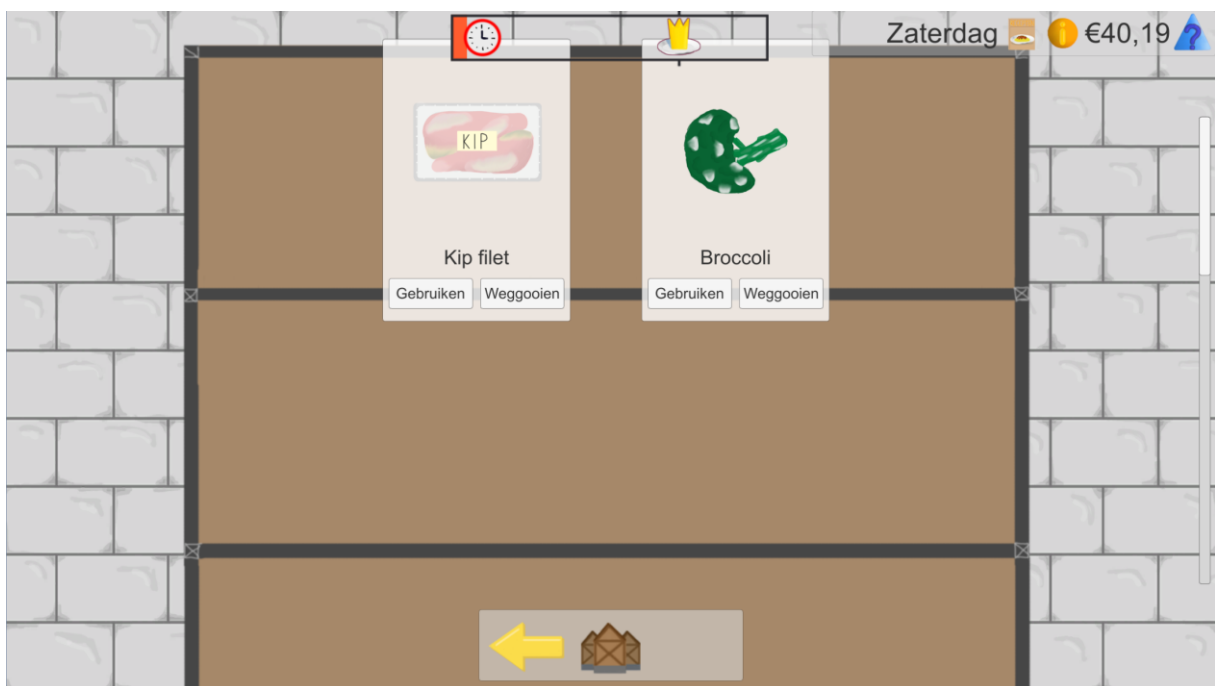 Zaterdag €40,19
KIP
Kip filet
Gebruiken Weggooien
Broccoli
Gebruiken Weggooien